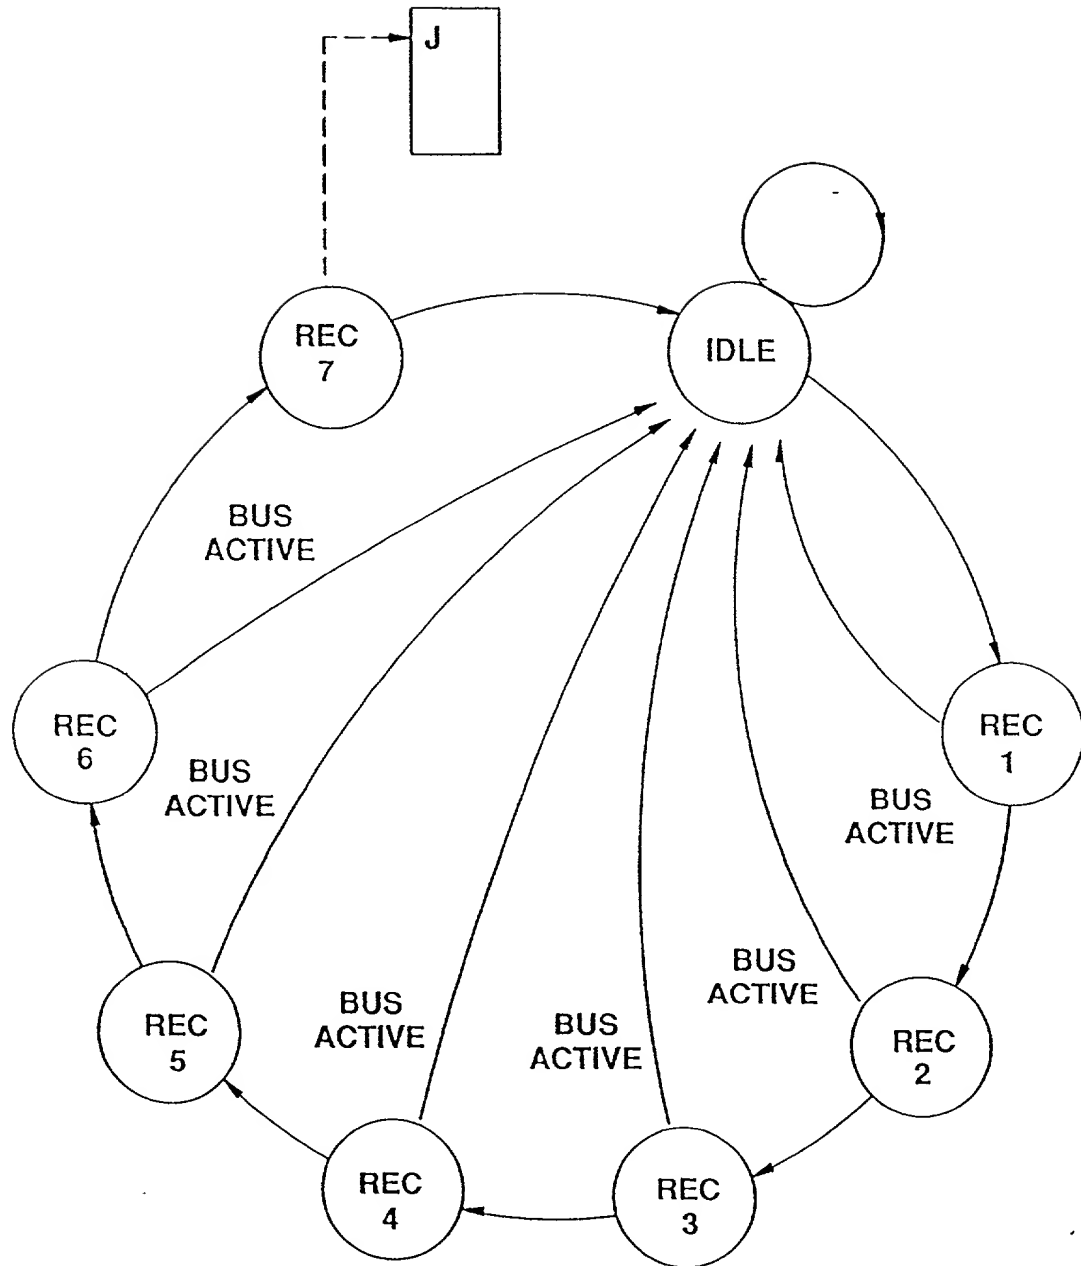 J
REC
7
IDLE
BUS
ACTIVE
REC
6
REC
1
BUS
ACTIVE
BUS
ACTIVE
BUS
ACTIVE
BUS
ACTIVE
BUS
ACTIVE
REC
5
REC
2
REC
4
REC
3